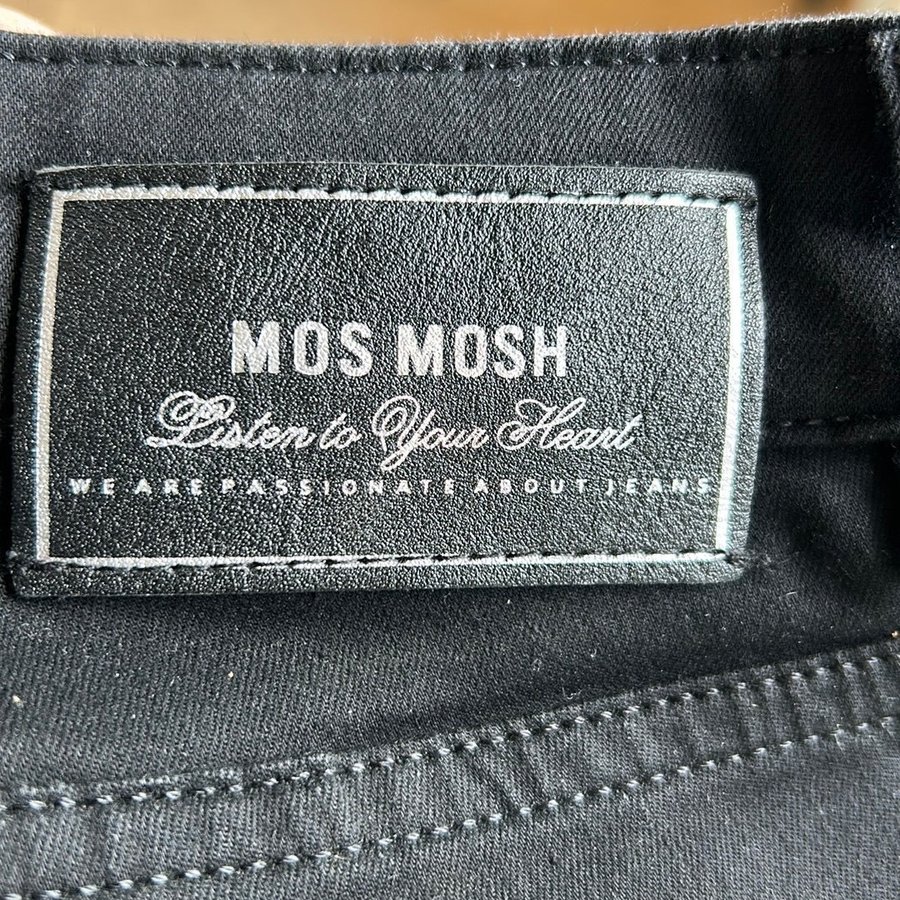 MOS MOSH
Listen to Your Heart
WE ARE PASSIONATE ABOUT JEANS